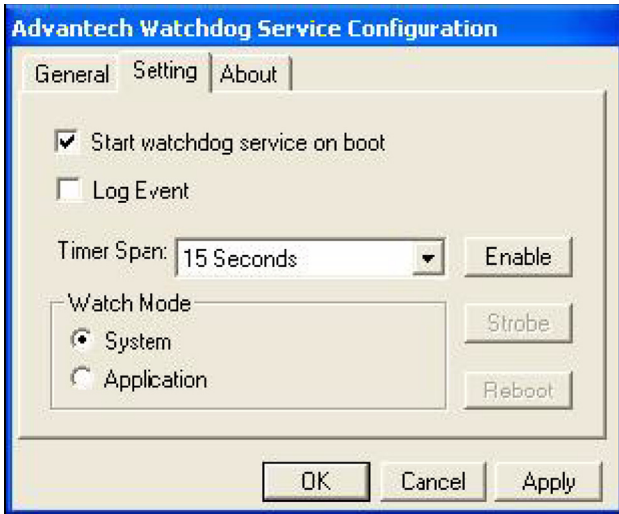 Advantech Watchdog Service Configuration
General Setting About
Start watchdog service on boot
Log Event
Timer Span: 15 Seconds Enable
Watch Mode
System
Strobe
Application
Reboot
OK Cancel Apply